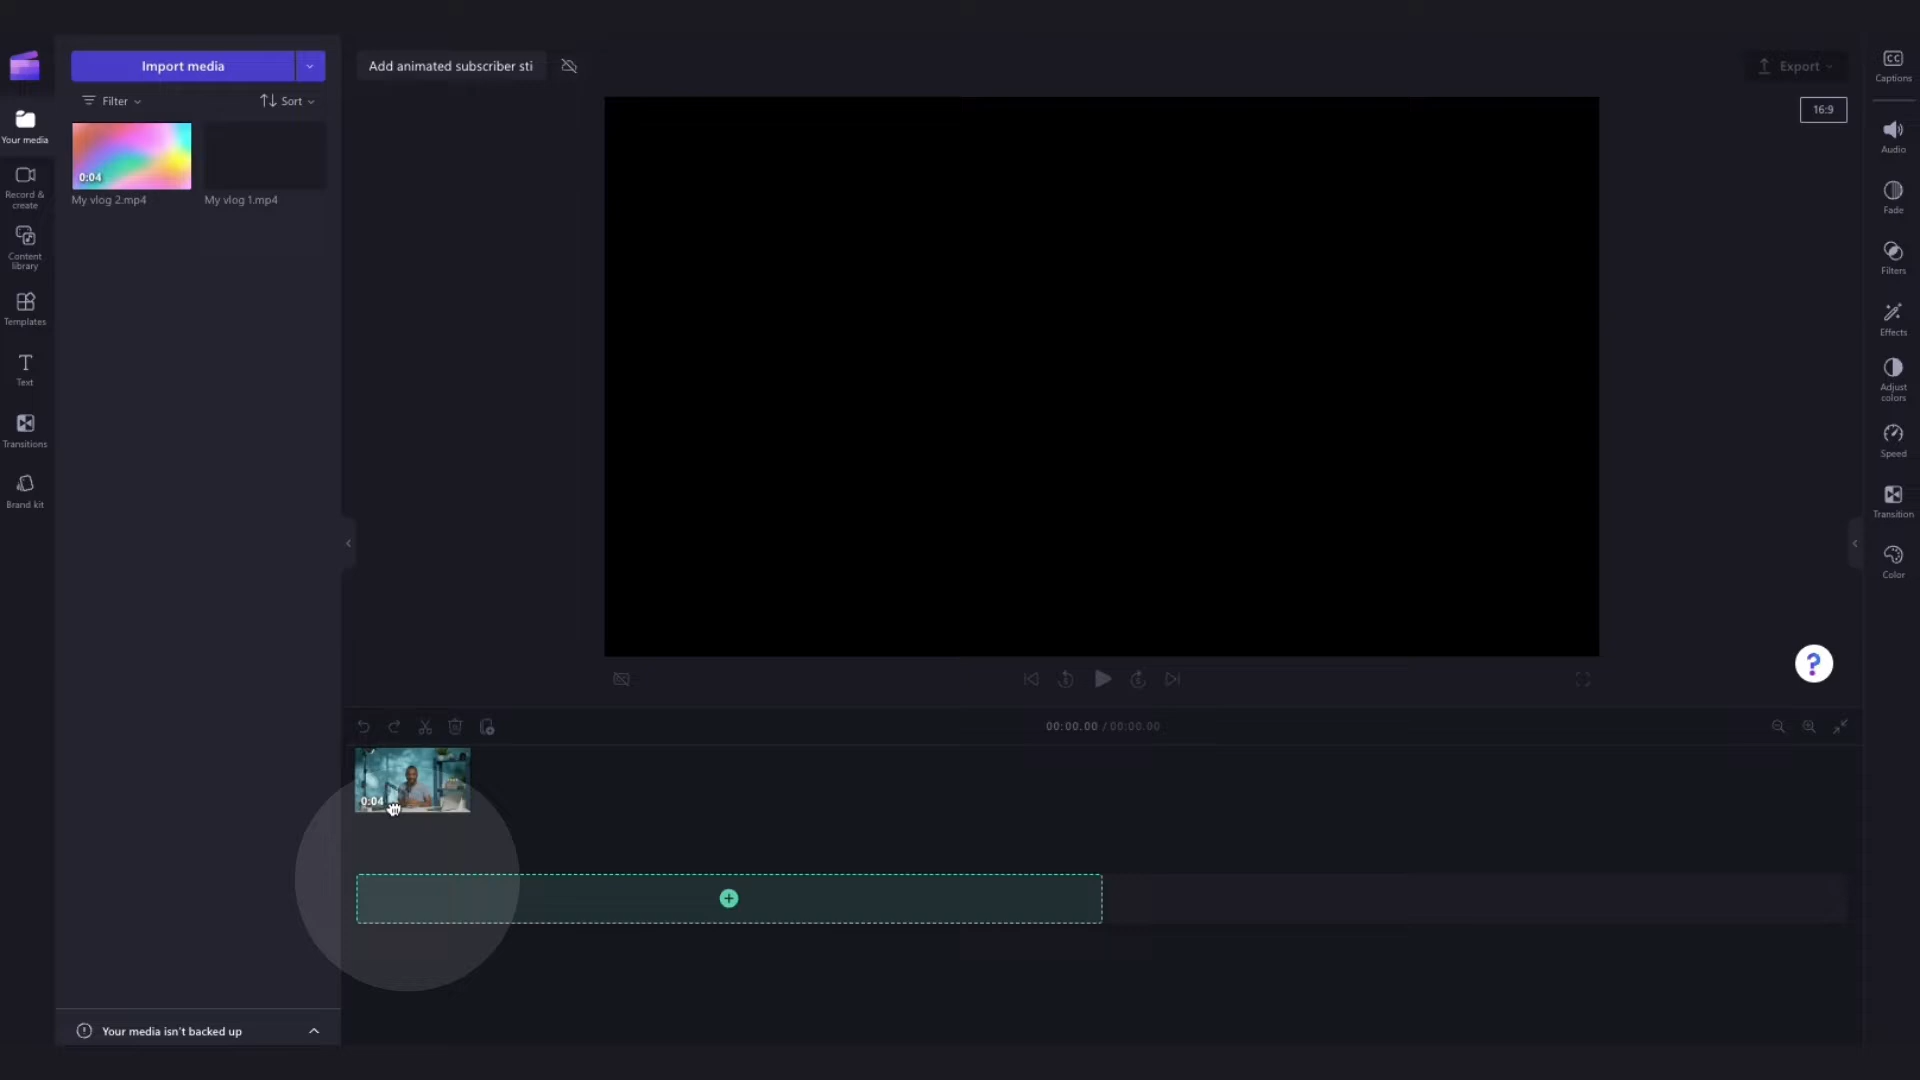 Import media
Add animated subscriber sti
Export
CC
Captions
Filter
Sort
16:9
Your media
0:04
My vlog 2.mp4
My vlog 1.mp4
Audio
Record &
create
Fade
Content
library
Filters
Templates
Effects
T
Text
Adjust
colors
Transitions
Speed
Brand kit
Transition
Color
?
00:00.00 / 00:00.00
0:04
Your media isn't backed up